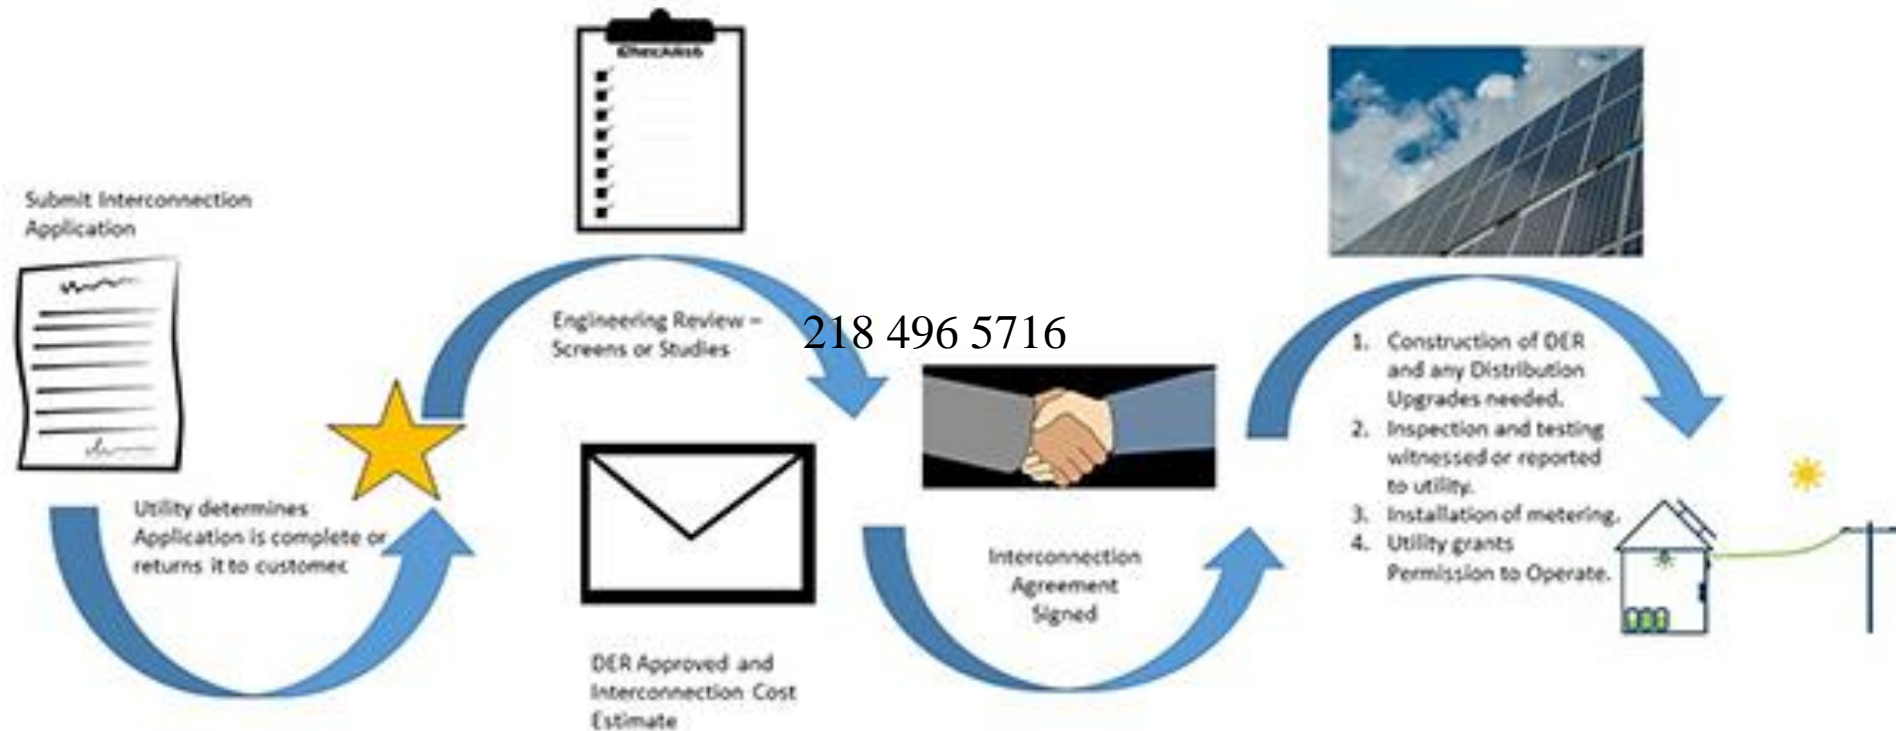 Submit Interconnection
Application
Utility determines
Application is complete or
returns it to customer.
Checklist
Engineering Review –
Screens or Studies
218 496 5716
DER Approved and
Interconnection Cost
Estimate
Interconnection
Agreement
Signed
1. Construction of DER
and any Distribution
Upgrades needed.
2. Inspection and testing
witnessed or reported
to utility.
3. Installation of metering.
4. Utility grants
Permission to Operate.